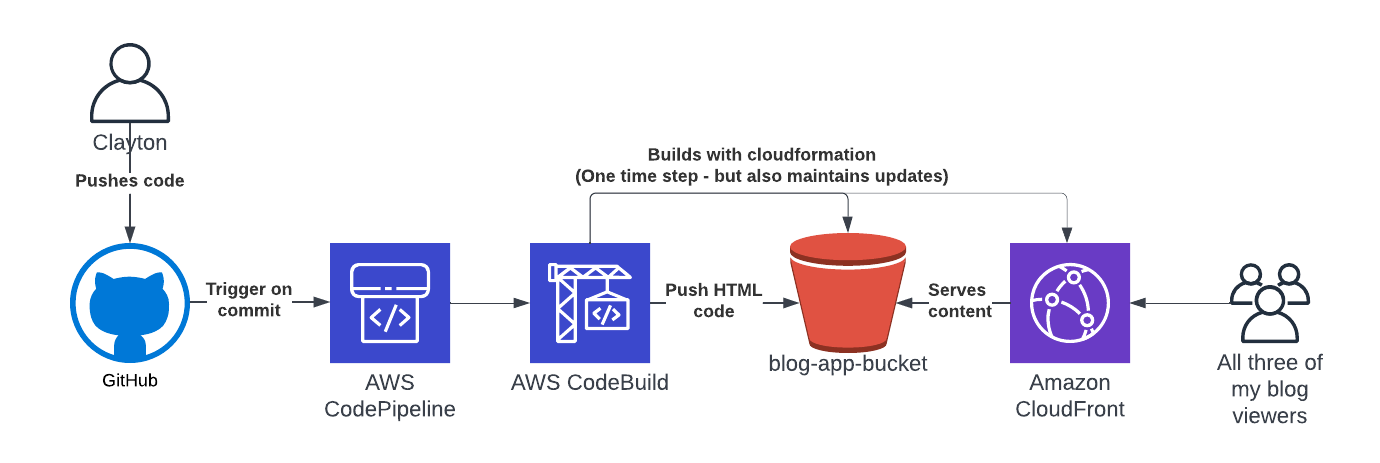 Clayton
Pushes code
Builds with cloudformation
(One time step - but also maintains updates)
Trigger on
commit
Push HTML
code
Serves
content
GitHub
AWS
CodePipeline
AWS CodeBuild
blog-app-bucket
Amazon
CloudFront
All three of
my blog
viewers